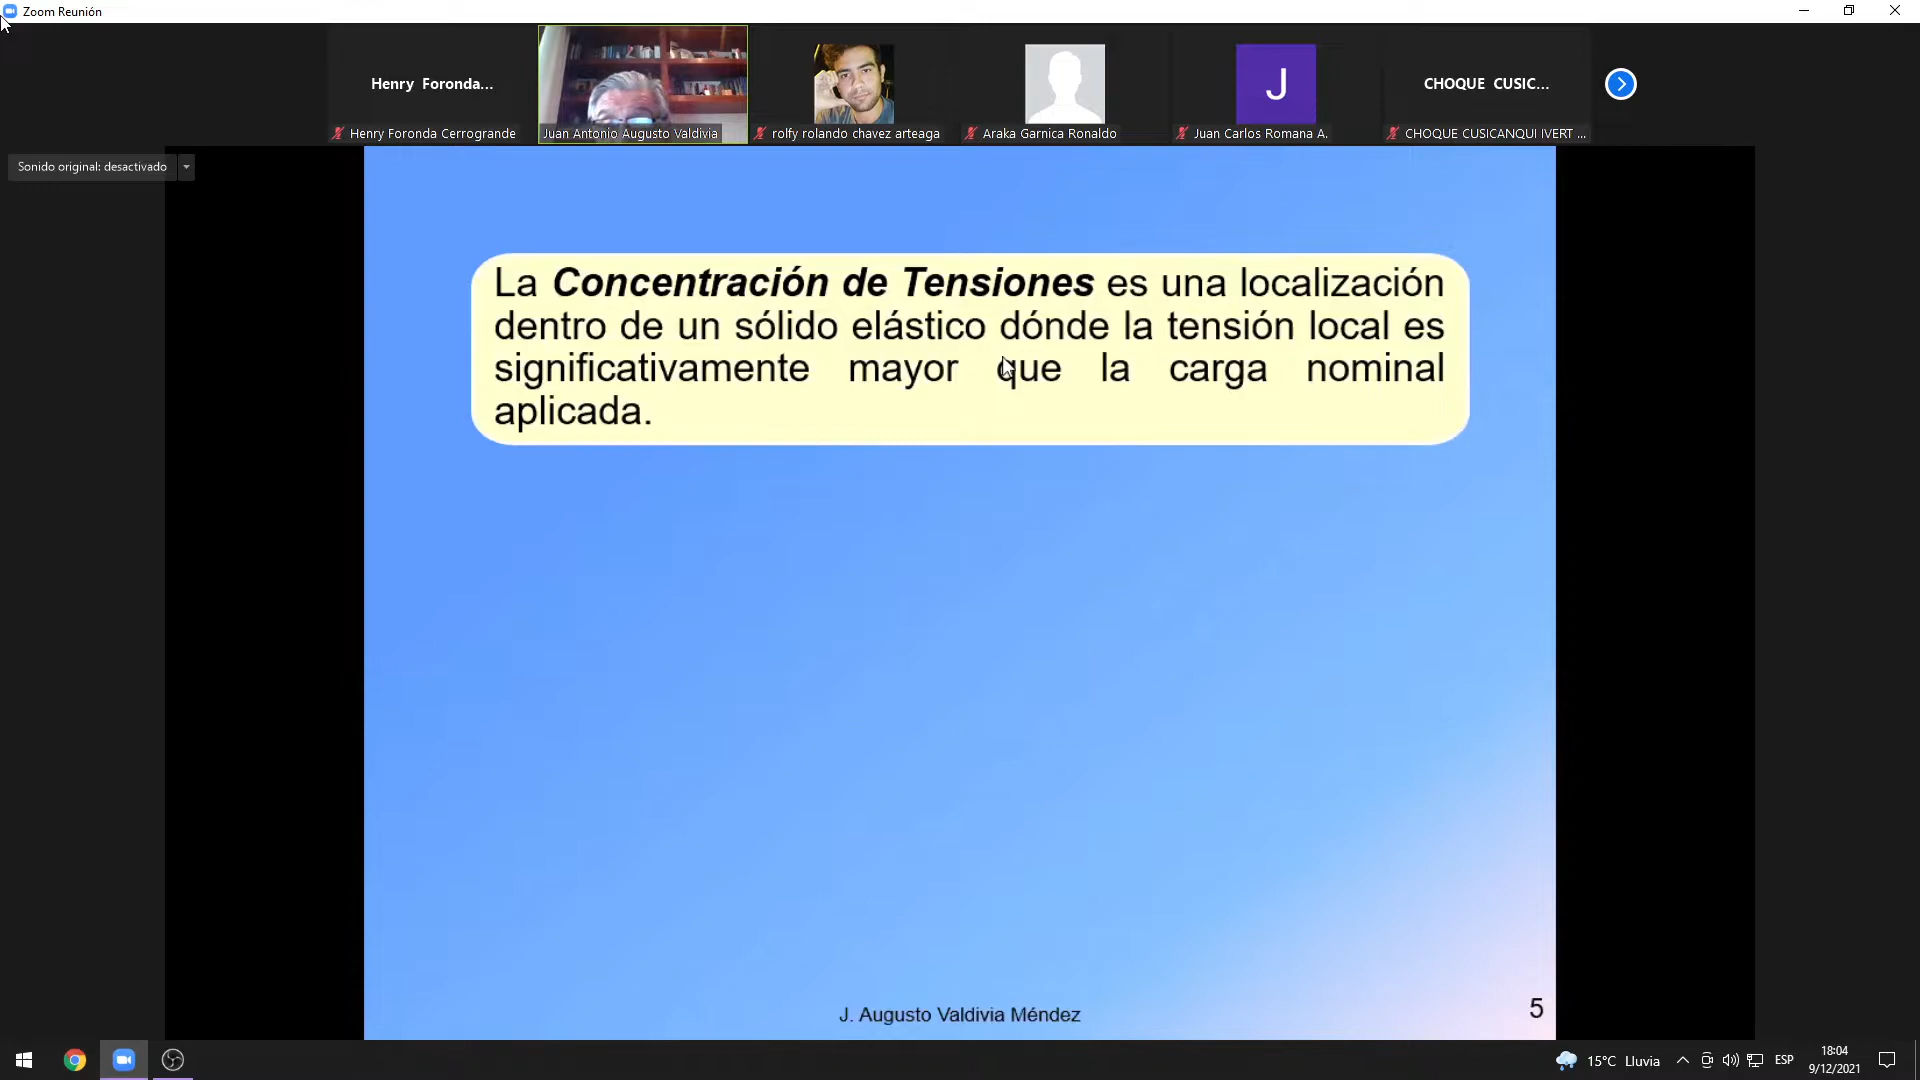 Zoom Reunión
Henry Foronda...
CHOQUE CUSIC...
J
Henry Foronda Cerrogrande
Juan Antonio Augusto Valdivia
rolfy rolando chavez arteaga
Araka Garnica Ronaldo
Juan Carlos Romana A.
CHOQUE CUSICANQUI IVERT ...
Sonido original: desactivado
La Concentración de Tensiones es una localización
dentro de un sólido elástico dónde la tensión local es
significativamente mayor que la carga nominal
aplicada.
J. Augusto Valdivia Méndez
5
15°C Lluvia
ESP
18:04
9/12/2021